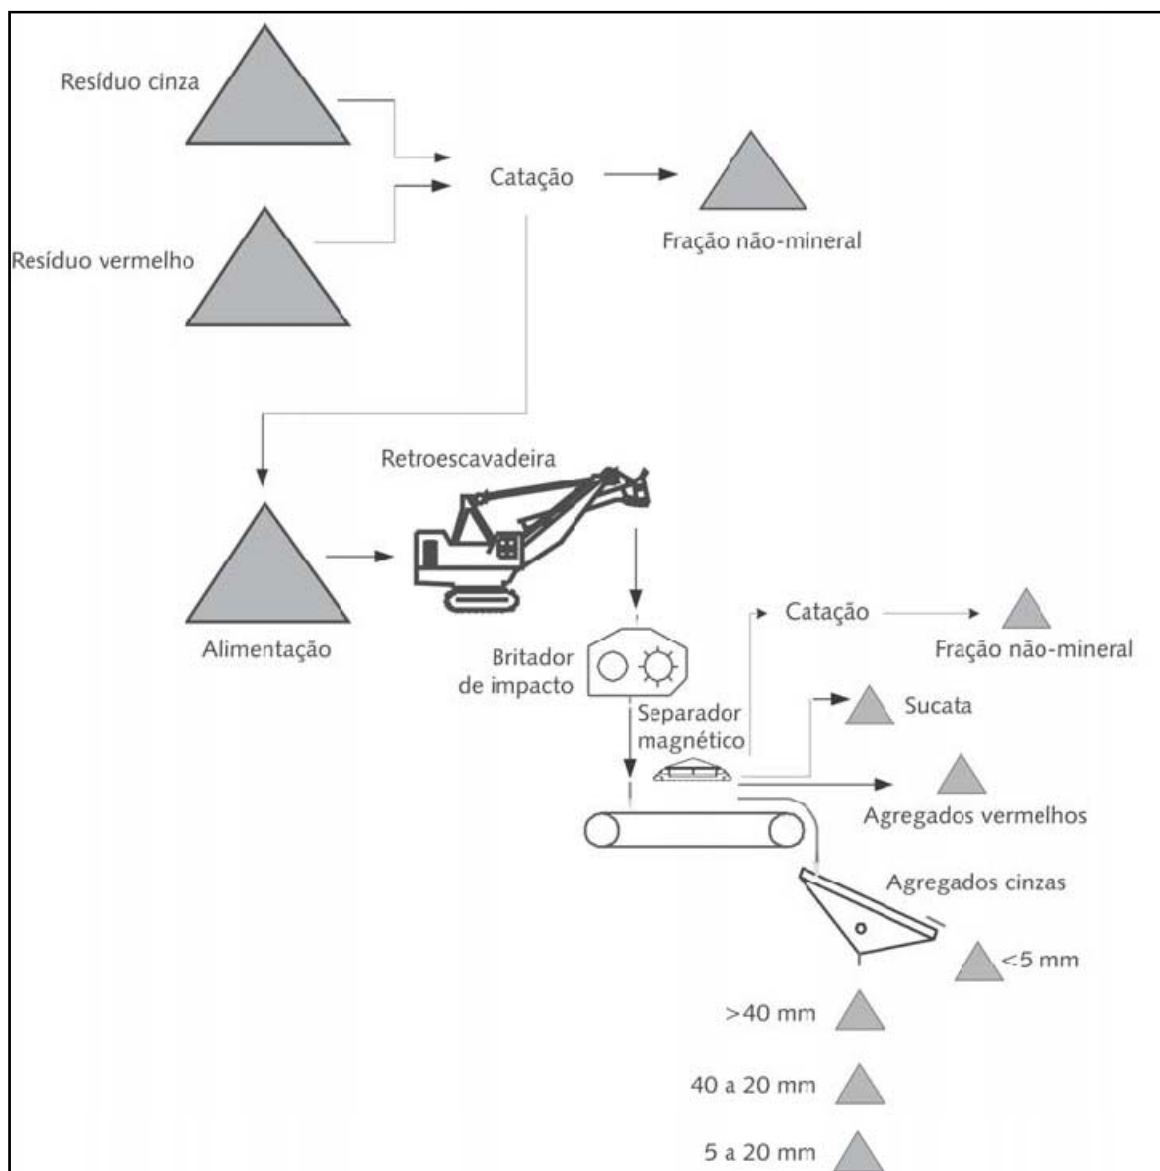 Resíduo cinza
Catação
Resíduo vermelho
Fração não-mineral
Retroescavadeira
Alimentação
Britador
de impacto
Catação
Fração não-mineral
Separador
magnético
Sucata
Agregados vermelhos
Agregados cinzas
<5 mm
>40 mm
40 a 20 mm
5 a 20 mm